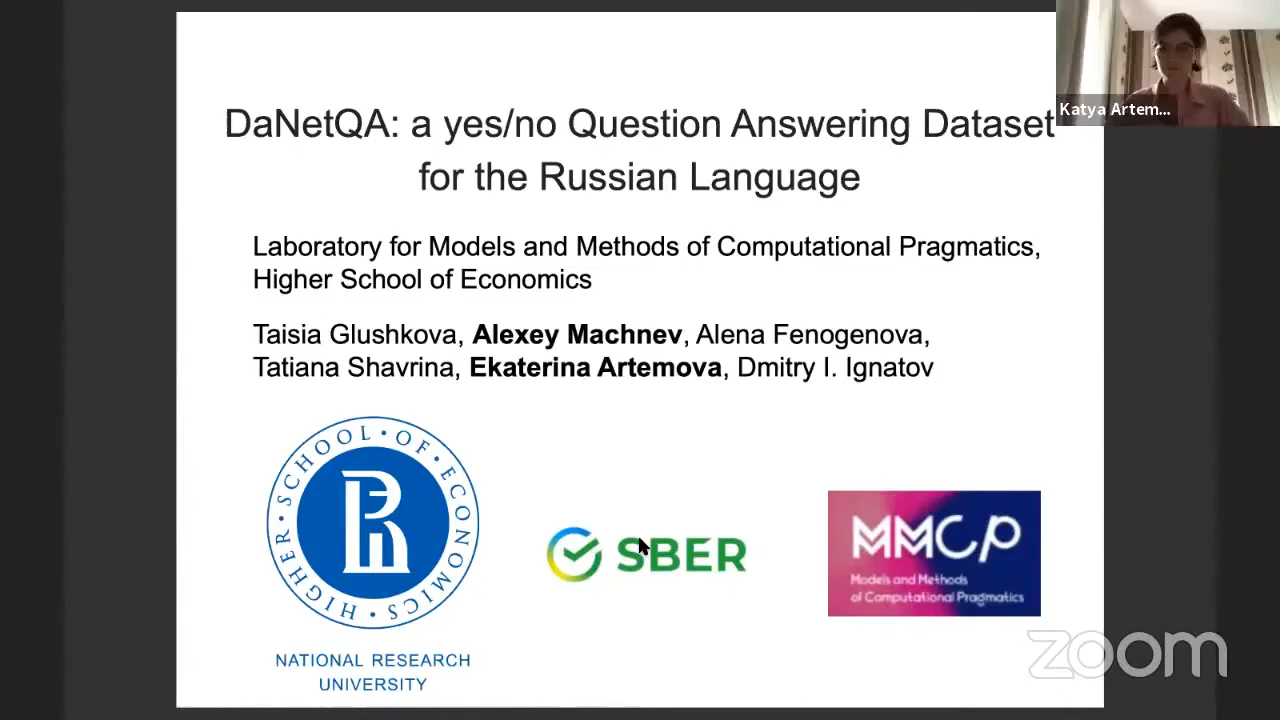 DaNetQA: a yes/no Question Answering Dataset
for the Russian Language
Katya Artem...
Laboratory for Models and Methods of Computational Pragmatics,
Higher School of Economics
Taisia Glushkova, Alexey Machnev, Alena Fenogenova,
Tatiana Shavrina, Ekaterina Artemova, Dmitry I. Ignatov
HIGHER · SCHOOL · OF · ECONOMICS ·
NATIONAL RESEARCH
UNIVERSITY
SBER
MMCP
Models and Methods
of Computational Pragmatics
zoom